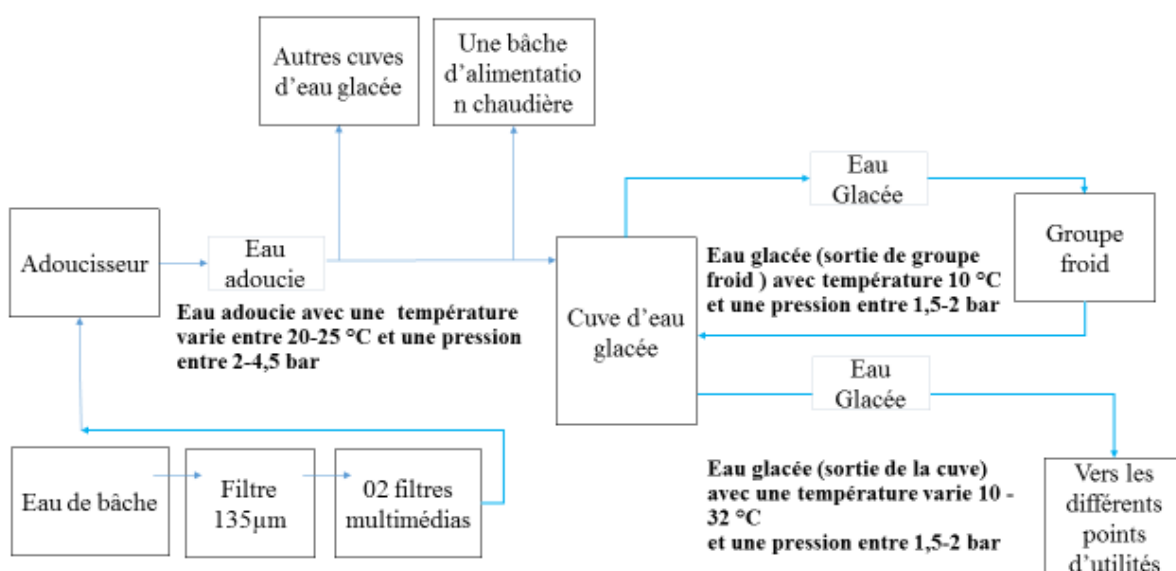 Autres cuves
d’eau glacée
Une bâche
d’alimentatio
n chaudière
Eau
Glacée
Adoucisseur
Eau
adoucie
Groupe
froid
Eau glacée (sortie de groupe
froid ) avec température 10 °C
et une pression entre 1,5-2 bar
Eau adoucie avec une température
varie entre 20-25 °C et une pression
entre 2-4,5 bar
Cuve d’eau
glacée
Eau
Glacée
Eau de bâche
Filtre
135µm
02 filtres
multimédias
Eau glacée (sortie de la cuve)
avec une température varie 10 -
32 °C
et une pression entre 1,5-2 bar
Vers les
différents
points
d’utilités